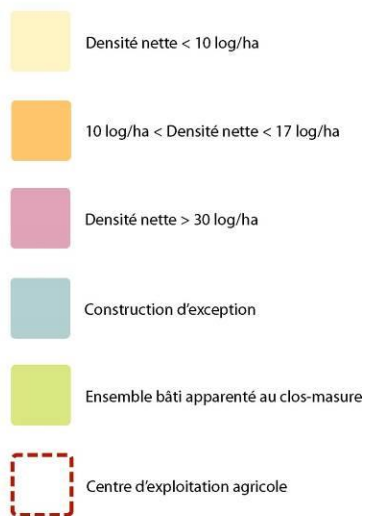 Densité nette < 10 log/ha
10 log/ha < Densité nette < 17 log/ha
Densité nette > 30 log/ha
Construction d'exception
Ensemble bâti apparenté au clos-masure
Centre d'exploitation agricole